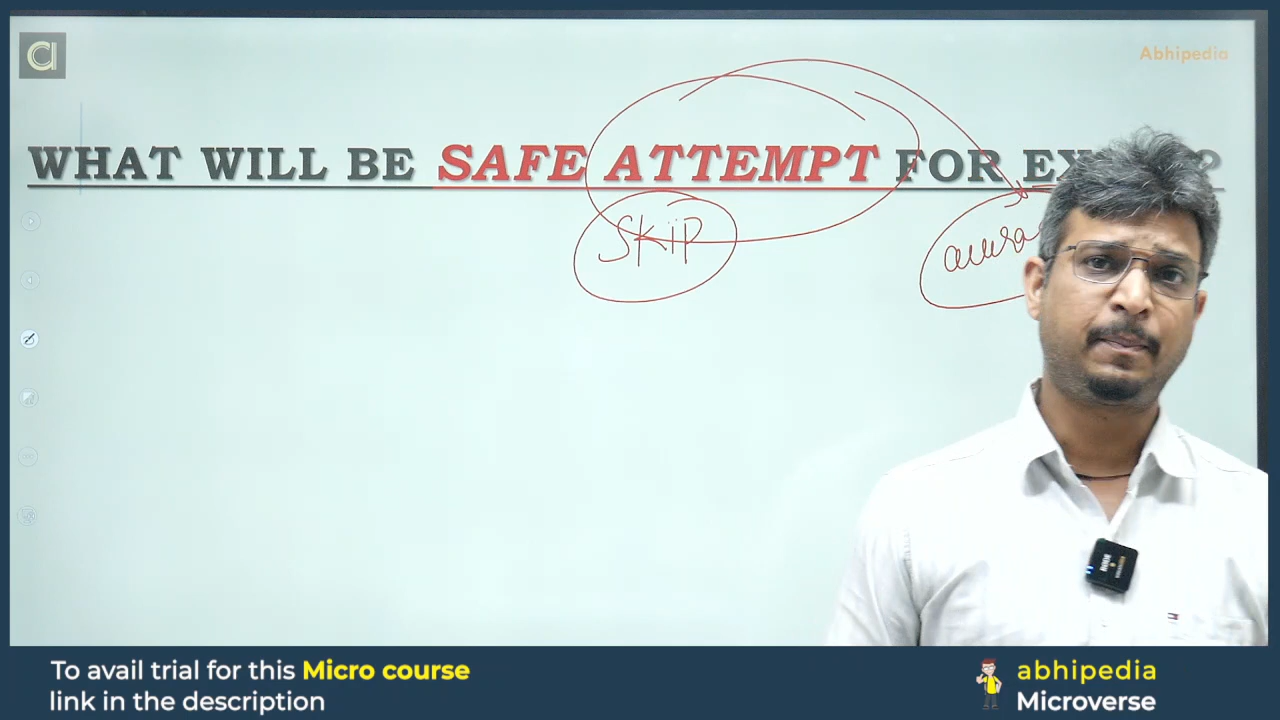 Abhipedia
WHAT WILL BE SAFE ATTEMPT FOR
SKIP
RODE
To avail trial for this Micro course
link in the description
abhipedia
Microverse